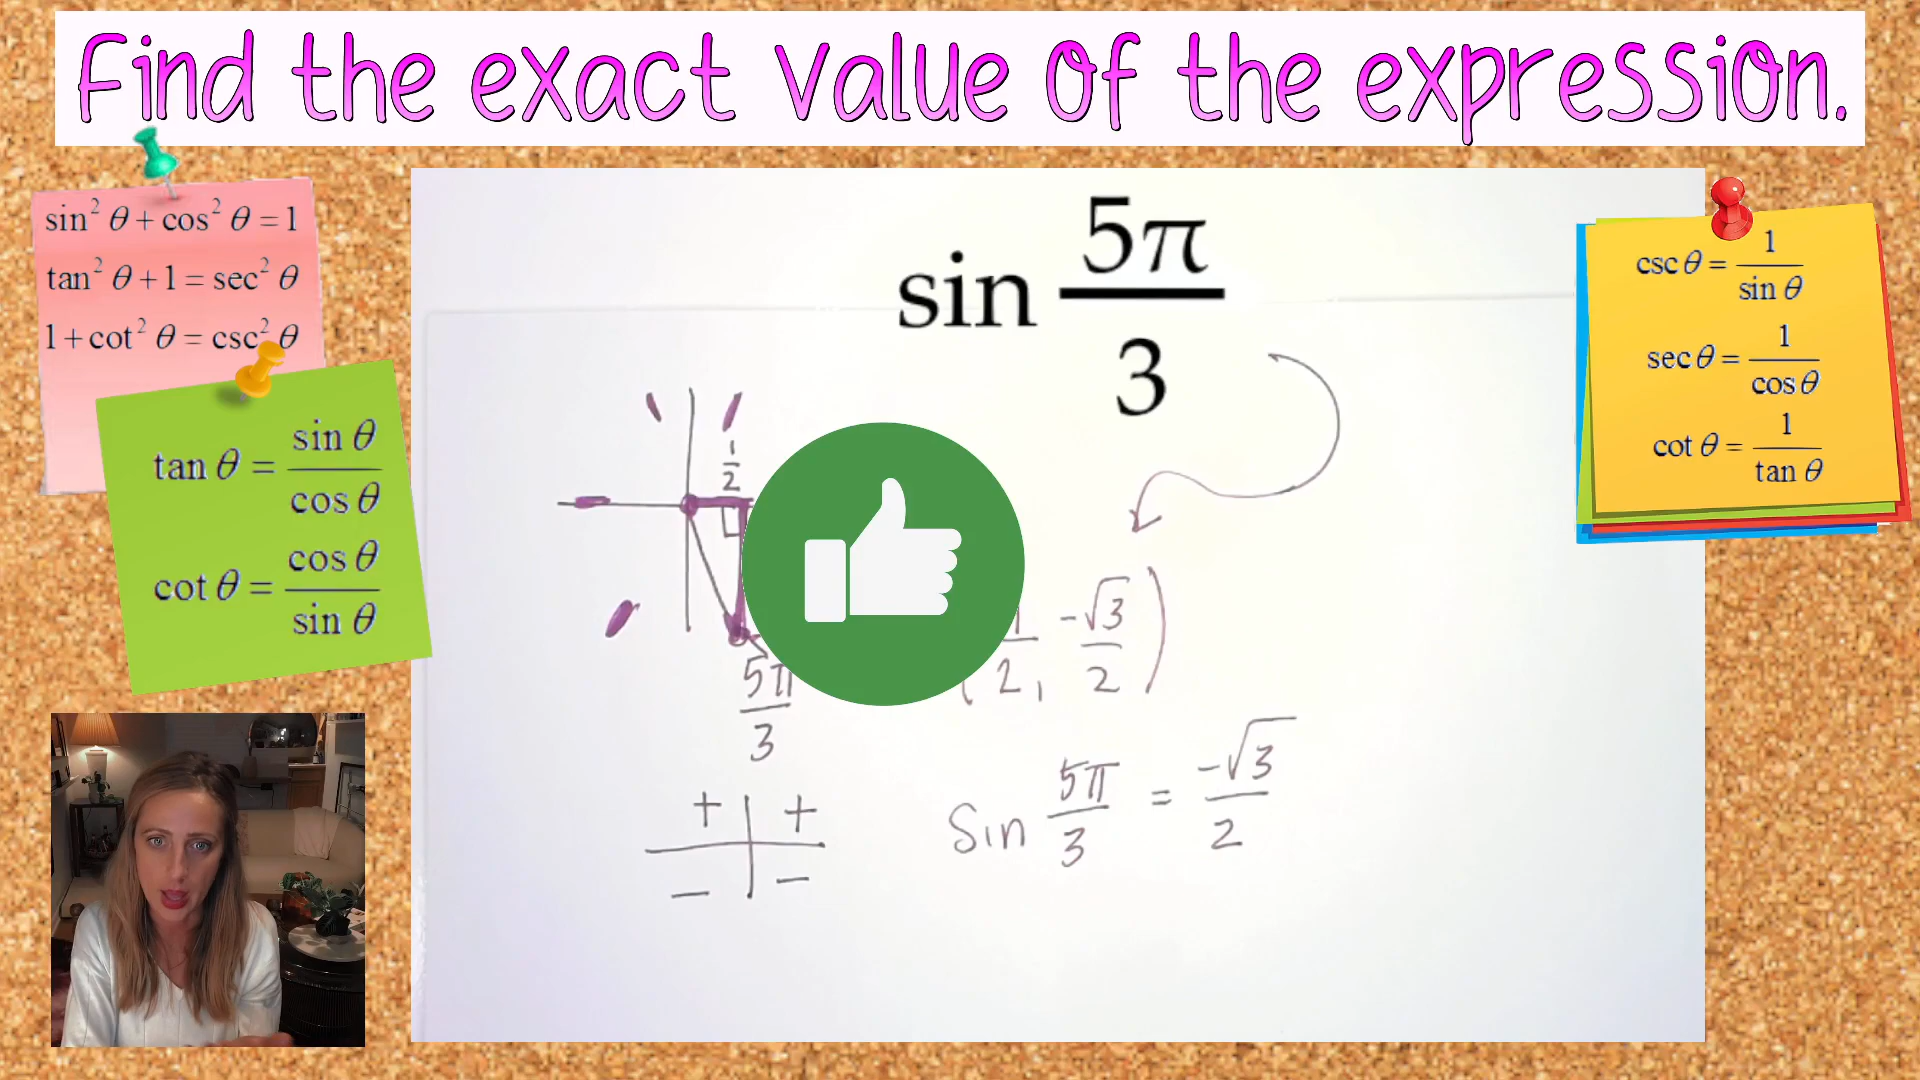 Find the exact value of the expression.
sin² θ + cos² θ = 1
tan² θ + 1 = sec² θ
1 + cot² θ = csc² θ
tan θ = sin θ / cos θ
cot θ = cos θ / sin θ
sin 5π / 3
1/2
5π / 3
1/2, -√3/2)
+ +
- -
Sin 5π/3 = -√3/2
csc θ = 1 / sin θ
sec θ = 1 / cos θ
cot θ = 1 / tan θ